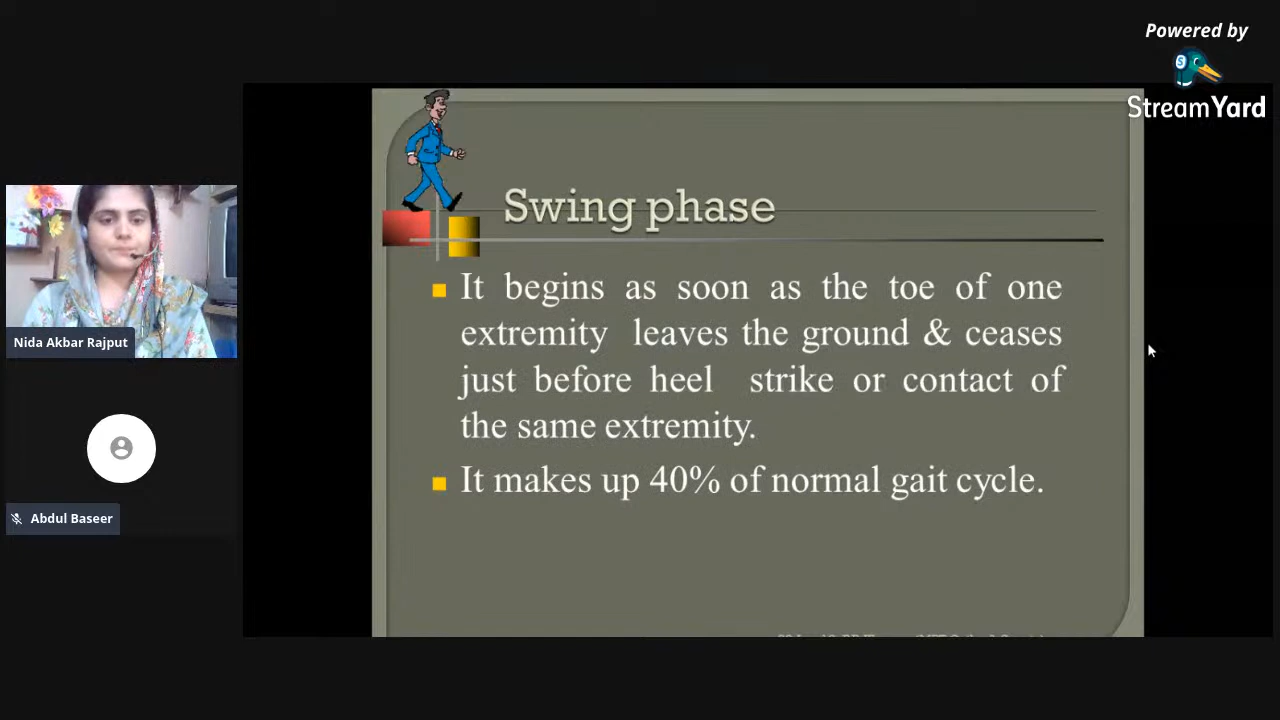 Powered by
StreamYard
Swing phase
It begins as soon as the toe of one
extremity leaves the ground & ceases
just before heel strike or contact of
the same extremity.
It makes up 40% of normal gait cycle.
Nida Akbar Rajput
Abdul Baseer